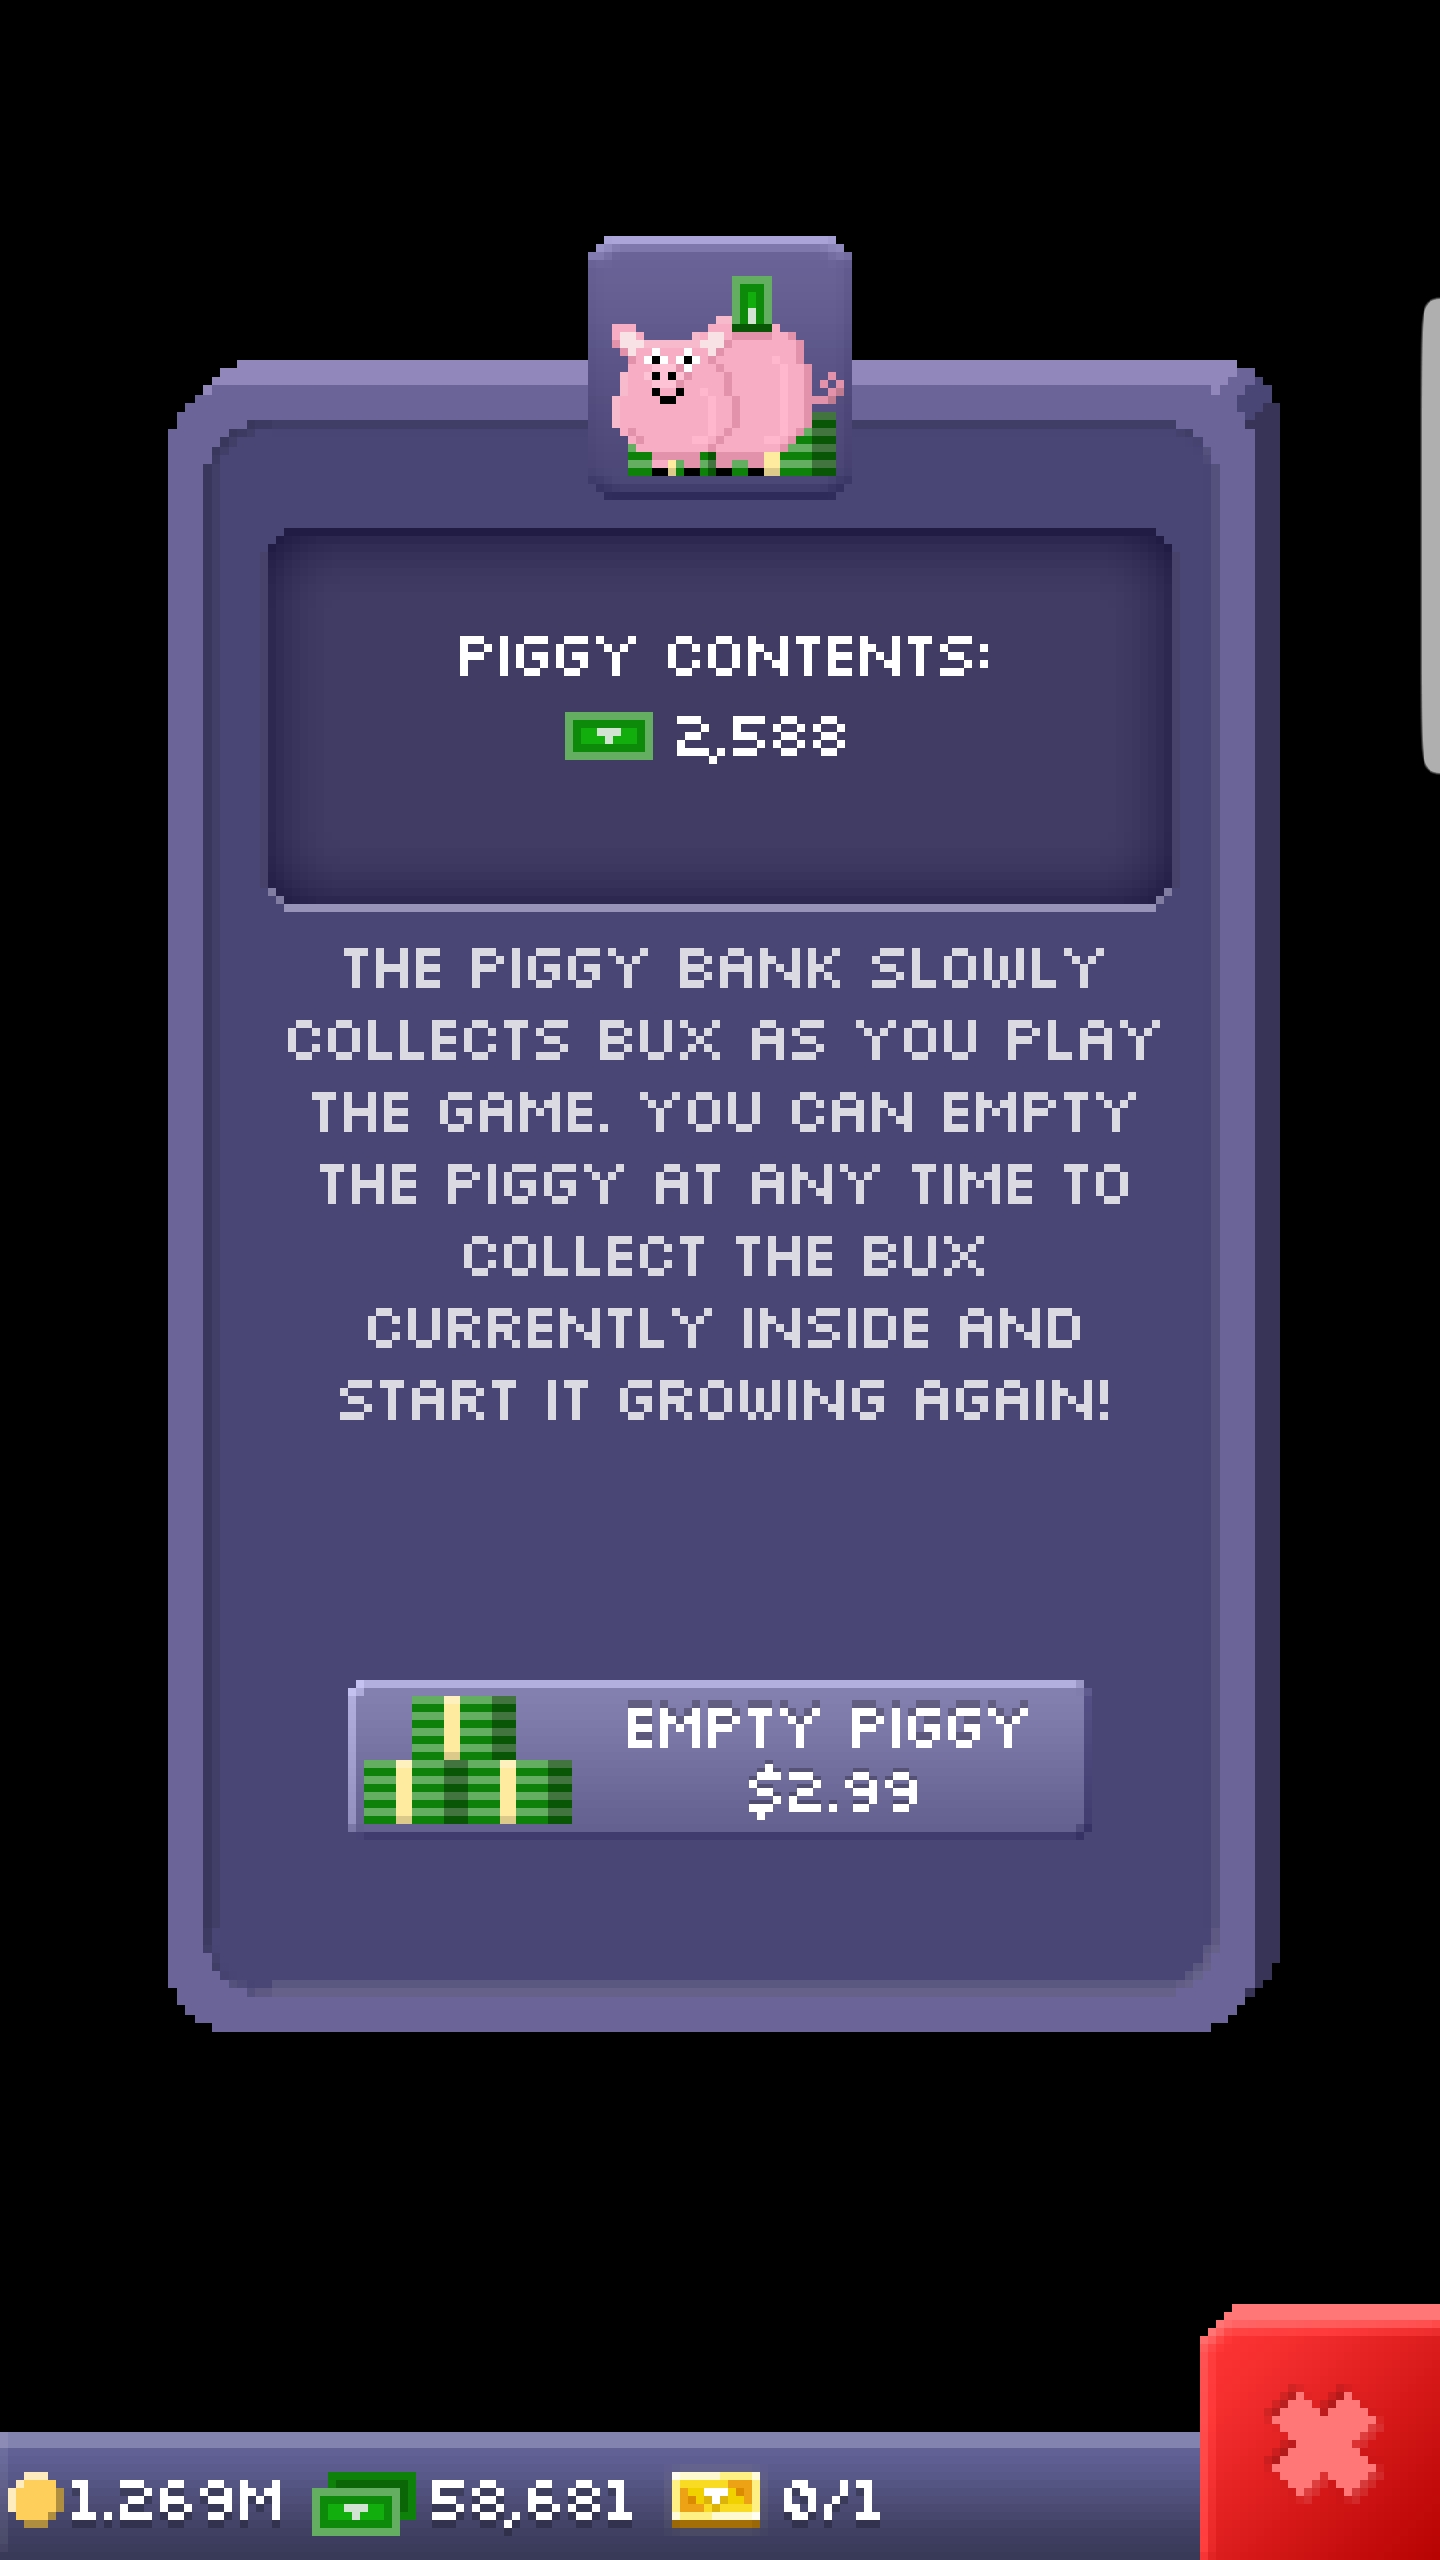 PIGGY CONTENTS:
2,588
THE PIGGY BANK SLOWLY
COLLECTS BUX AS YOU PLAY
THE GAME. YOU CAN EMPTY
THE PIGGY AT ANY TIME TO
COLLECT THE BUX
CURRENTLY INSIDE AND
START IT GROWING AGAIN!
EMPTY PIGGY
$2.99
1.269M 58,681 0/1